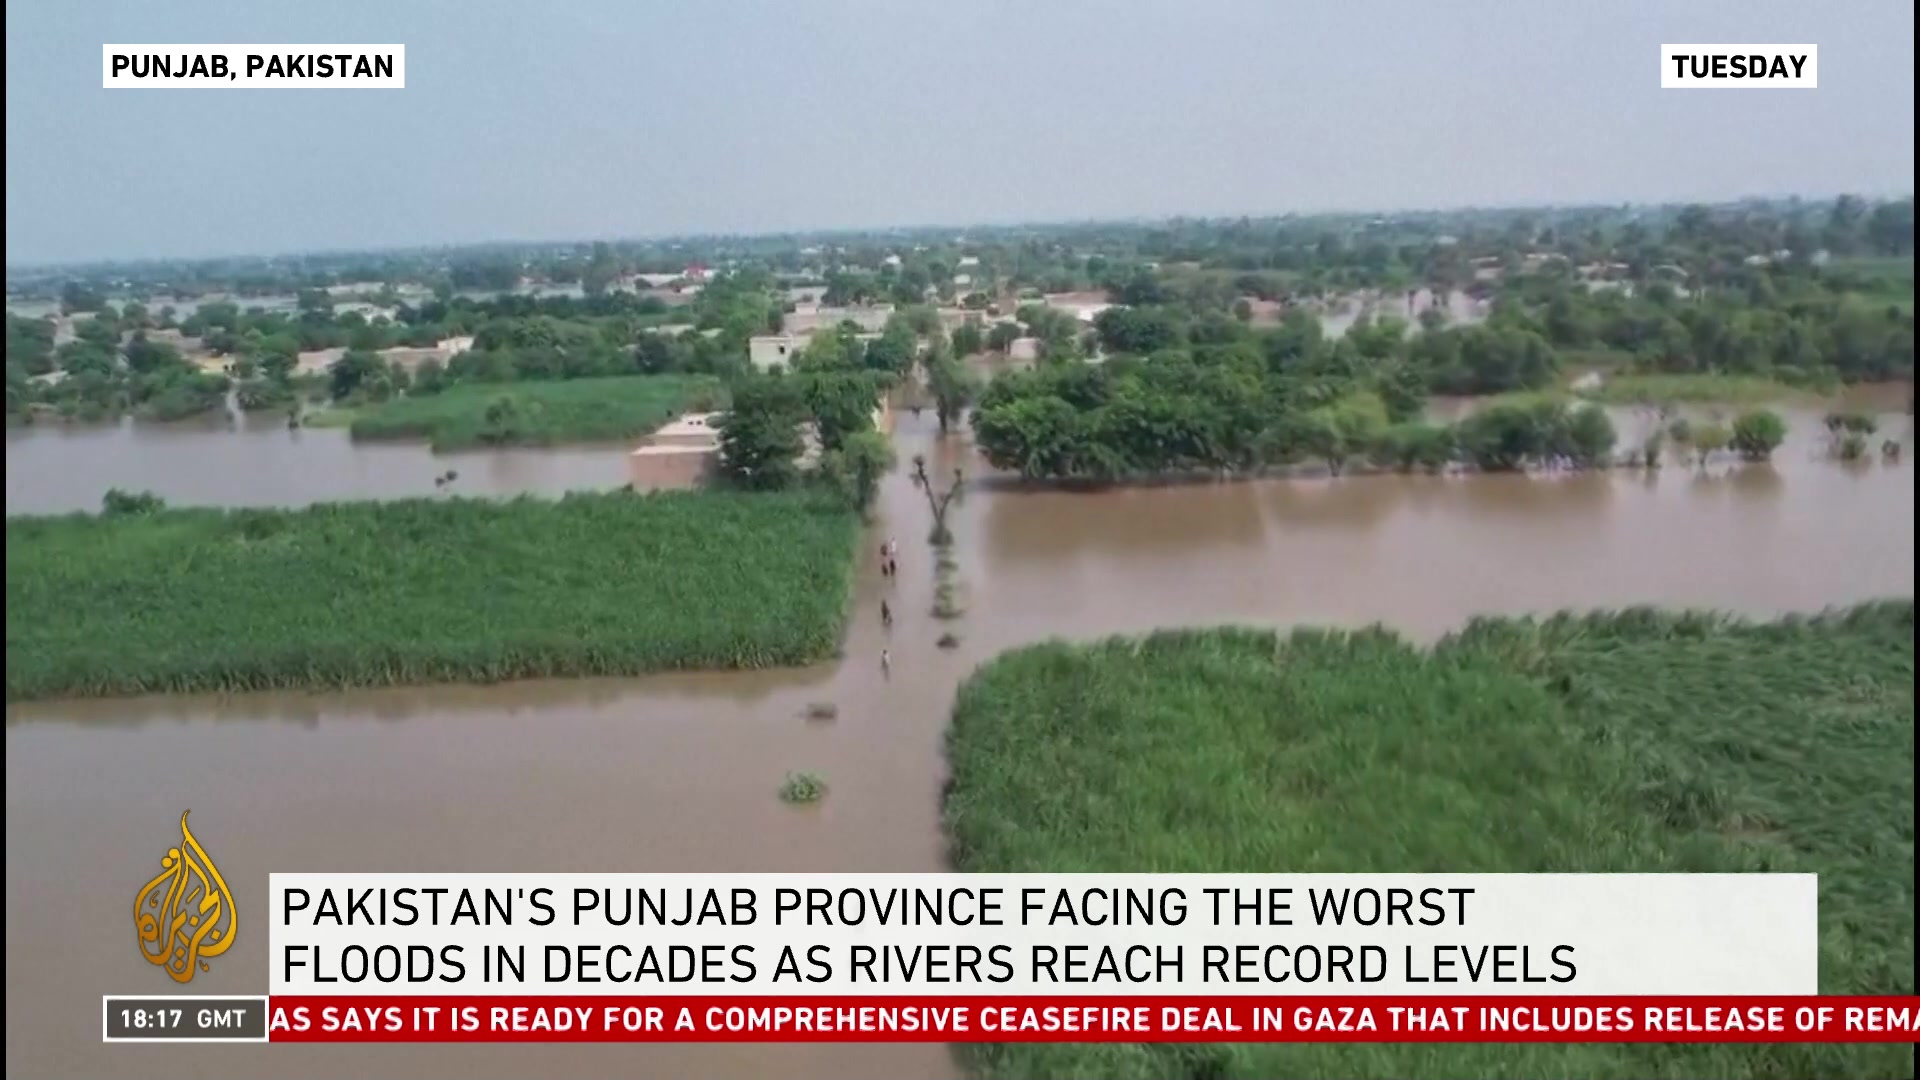 PUNJAB, PAKISTAN
TUESDAY
الجزيرة
PAKISTAN'S PUNJAB PROVINCE FACING THE WORST
FLOODS IN DECADES AS RIVERS REACH RECORD LEVELS
18:17 GMT
AS SAYS IT IS READY FOR A COMPREHENSIVE CEASEFIRE DEAL IN GAZA THAT INCLUDES RELEASE OF REMA